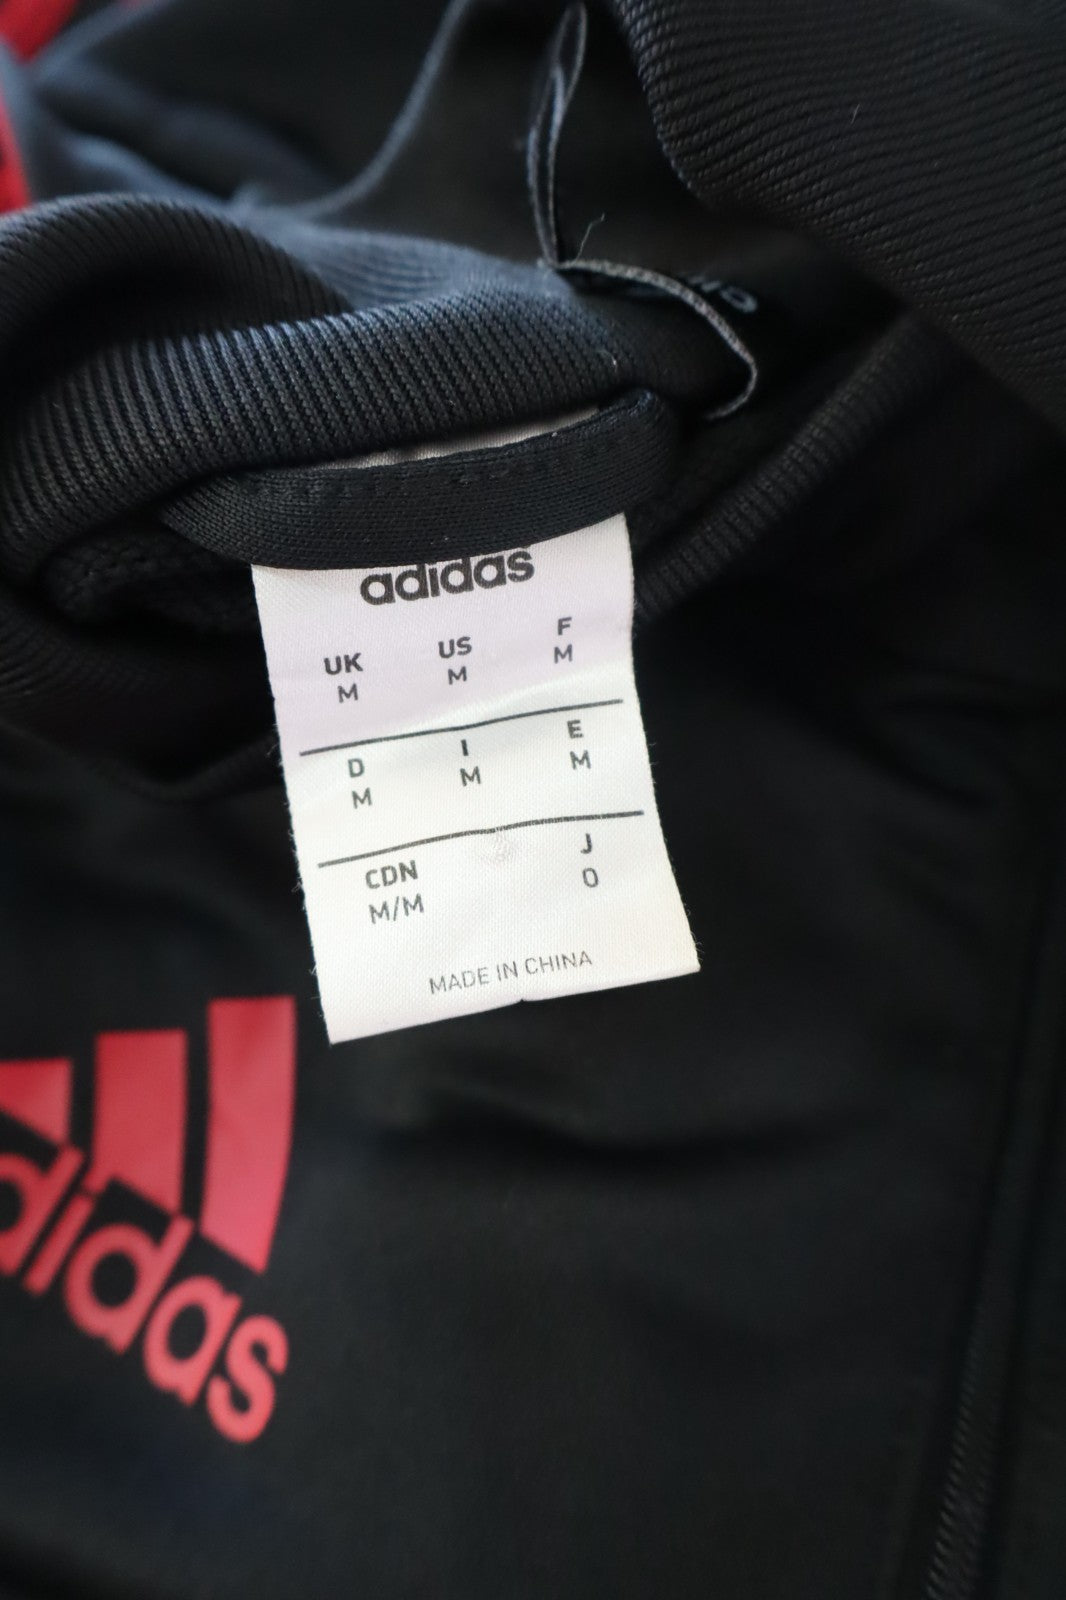 adidas
UK US F
M M M
D I E
M M M
CDN J
M/M O
MADE IN CHINA
adidas